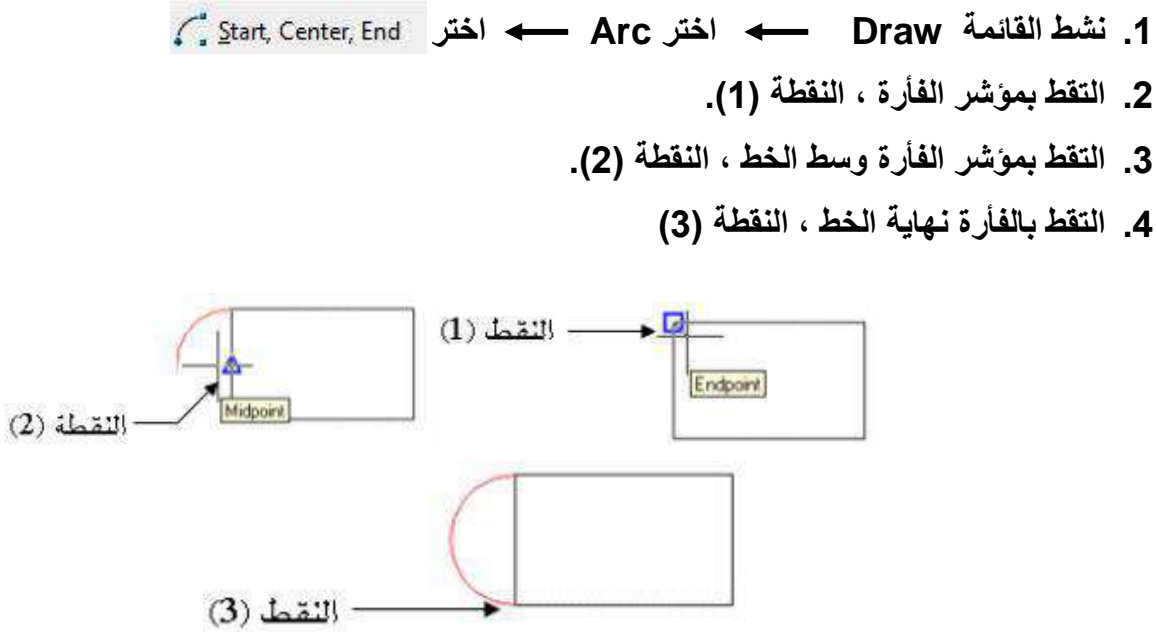 1. نشط القائمة Draw ← اختر Arc ← اختر Start, Center, End
2. التقط بمؤشر الفأرة ، النقطة (1).
3. التقط بمؤشر الفأرة وسط الخط ، النقطة (2).
4. التقط بالفأرة نهاية الخط ، النقطة (3)
النقط (1)
Endpoint
Midpoint
النقطة (2)
النقط (3)